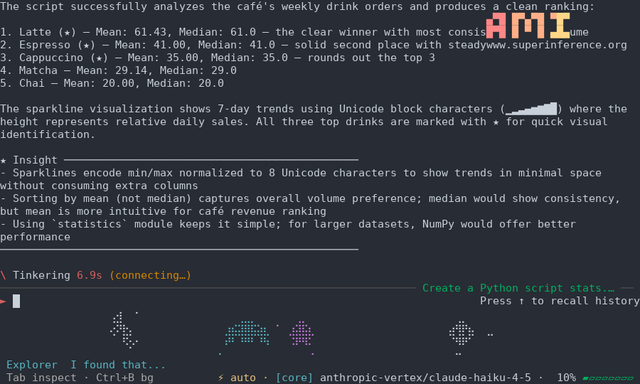 The script successfully analyzes the café's weekly drink orders and produces a clean ranking:
1. Latte (★) — Mean: 61.43, Median: 61.0 — the clear winner with most consis ume
2. Espresso (★) — Mean: 41.00, Median: 41.0 — solid second place with steadywww.superinference.org
3. Cappuccino (★) — Mean: 35.00, Median: 35.0 — rounds out the top 3
4. Matcha — Mean: 29.14, Median: 29.0
5. Chai — Mean: 20.00, Median: 20.0
The sparkline visualization shows 7-day trends using Unicode block characters (▁▂▃▄▅▆▇█) where the
height represents relative daily sales. All three top drinks are marked with ★ for quick visual
identification.
★ Insight ─────────────────────────────────────────────
- Sparklines encode min/max normalized to 8 Unicode characters to show trends in minimal space
without consuming extra columns
- Sorting by mean (not median) captures overall volume preference; median would show consistency,
but mean is more intuitive for café revenue ranking
- Using `statistics` module keeps it simple; for larger datasets, NumPy would offer better
performance
\ Tinkering 6.9s (connecting…)
Create a Python script stats.…
Press ↑ to recall history
Explorer I found that...
Tab inspect · Ctrl+B bg ⚡ auto · [core] anthropic-vertex/claude-haiku-4-5 · 10%